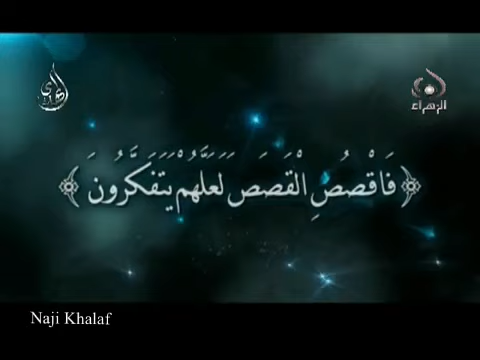 الزهراء
﴿فَاقْصُصِ الْقَصَصَ لَعَلَّهُمْ يَتَفَكَّرُونَ﴾
Naji Khalaf